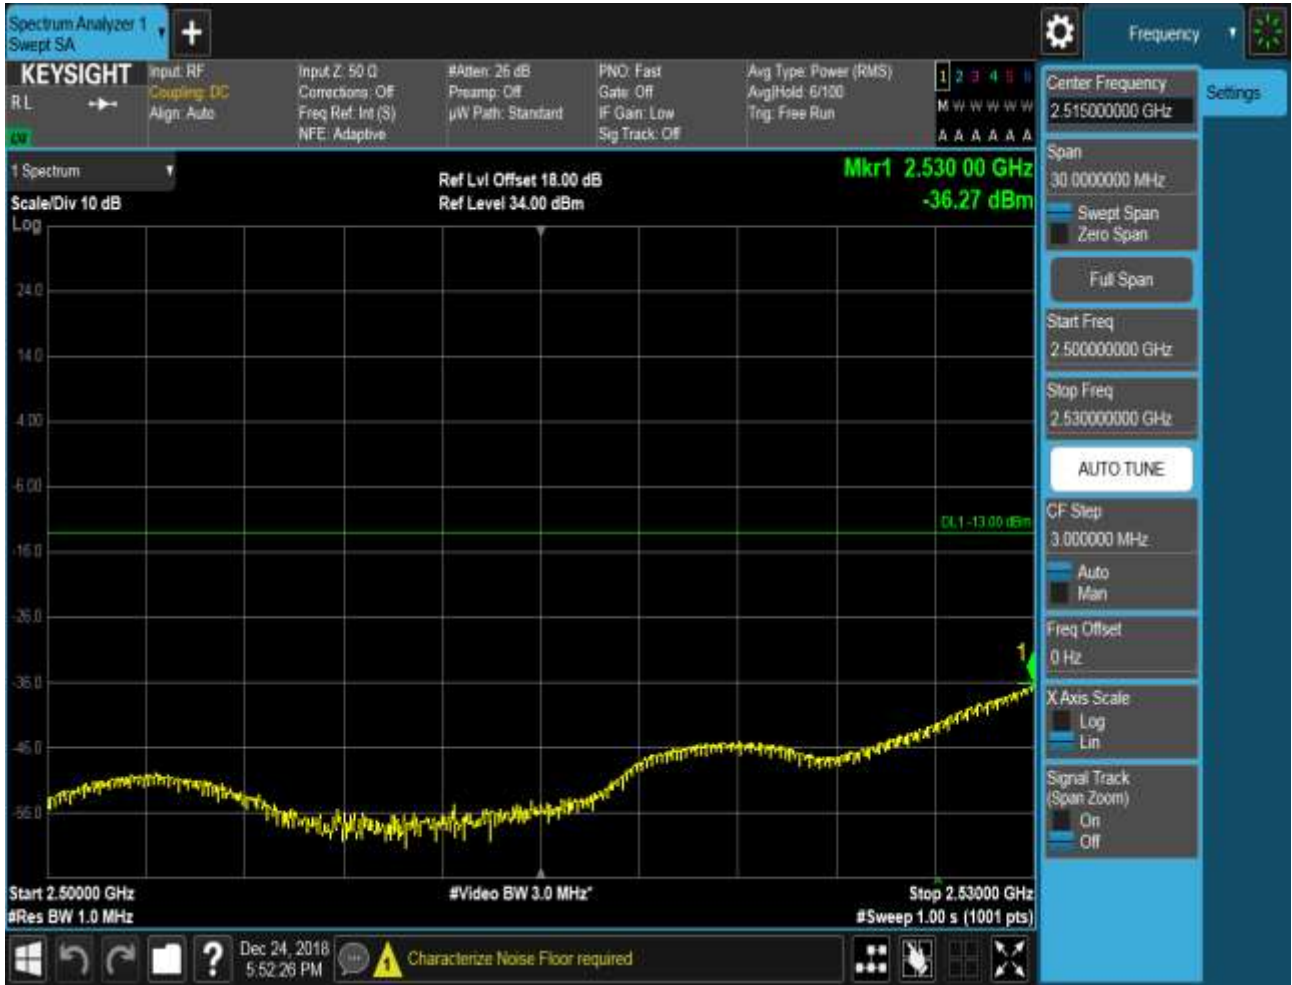 Spectrum Analyzer 1
Swept SA
Frequency
KEYSIGHT
R L
LW
Input: RF
Coupling: DC
Align: Auto
Input Z: 50 Ω
Corrections: Off
Freq Ref: Int (S)
NFE: Adaptive
#Atten: 26 dB
Preamp: Off
µW Path: Standard
PNO: Fast
Gate: Off
IF Gain: Low
Sig Track: Off
Avg Type: Power (RMS)
Avg|Hold: 6/100
Trig: Free Run
1 2 3 4 5 6
M W W W W W
A A A A A A
1 Spectrum
Scale/Div 10 dB
Log
Ref Lvl Offset 18.00 dB
Ref Level 34.00 dBm
Mkr1 2.530 00 GHz
-36.27 dBm
24.0
14.0
4.00
-6.00
-16.0
-26.0
-36.0
-46.0
-56.0
DL1 -13.00 dBm
1
Start 2.50000 GHz
#Res BW 1.0 MHz
#Video BW 3.0 MHz*
Stop 2.53000 GHz
#Sweep 1.00 s (1001 pts)
Center Frequency
2.515000000 GHz
Settings
Span
30.0000000 MHz
Swept Span
Zero Span
Full Span
Start Freq
2.500000000 GHz
Stop Freq
2.530000000 GHz
AUTO TUNE
CF Step
3.000000 MHz
Auto
Man
Freq Offset
0 Hz
X Axis Scale
Log
Lin
Signal Track
(Span Zoom)
On
Off
?
Dec 24, 2018
5:52:26 PM
1
Characterize Noise Floor required